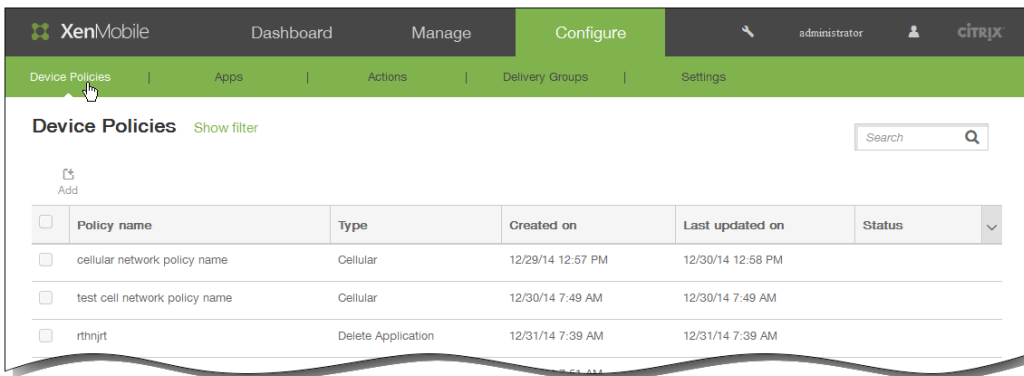 XenMobile Dashboard Manage Configure administrator CITRIX
Device Policies | Apps | Actions | Delivery Groups | Settings
Device Policies Show filter
Search
Add
Policy name Type Created on Last updated on Status
cellular network policy name Cellular 12/29/14 12:57 PM 12/30/14 12:58 PM
test cell network policy name Cellular 12/30/14 7:49 AM 12/30/14 7:49 AM
rthnjrt Delete Application 12/31/14 7:39 AM 12/31/14 7:39 AM
7:51 AM